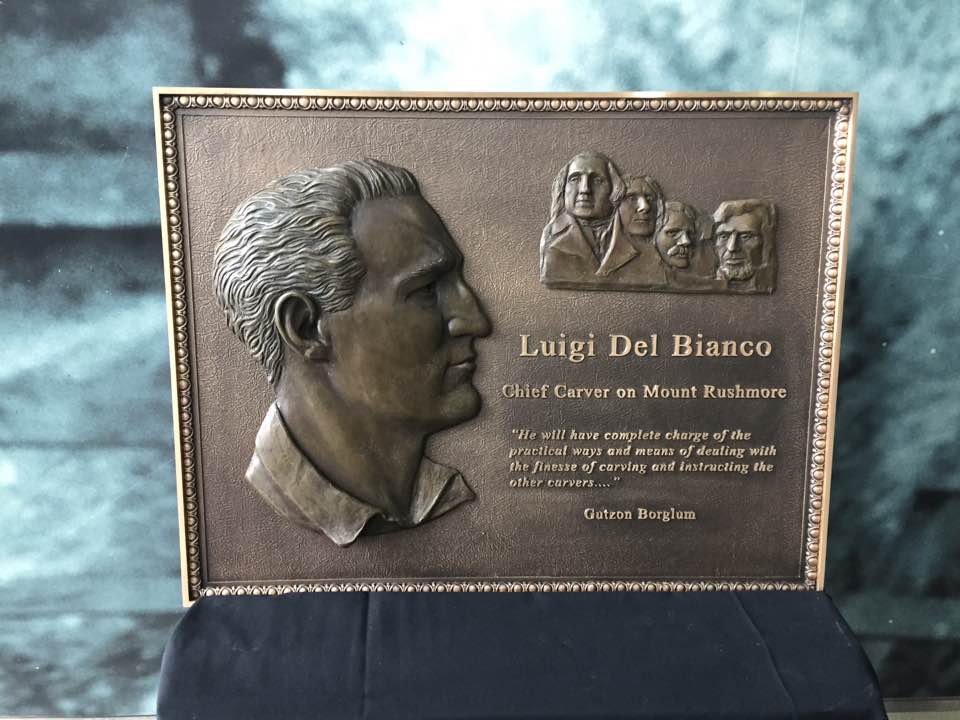 Luigi Del Bianco
Chief Carver on Mount Rushmore
"He will have complete charge of the
practical ways and means of dealing with
the finesse of carving and instructing the
other carvers...."
Gutzon Borglum